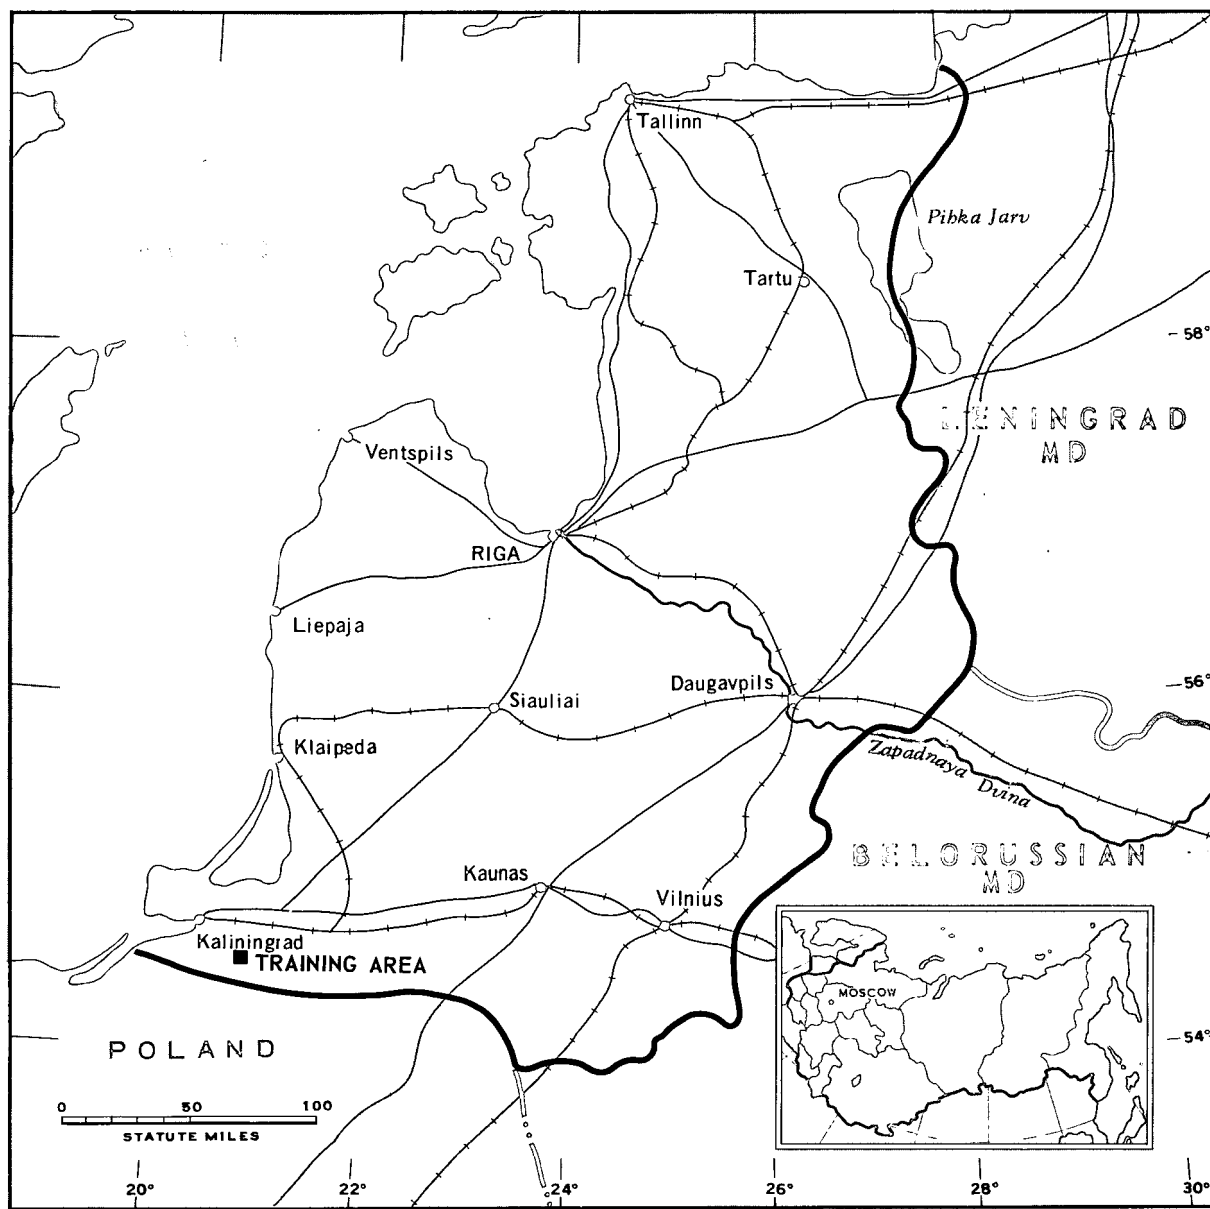 Tallinn
Pihka Jarv
Tartu
58°
LENINGRAD
MD
Ventspils
RIGA
Liepaja
Daugavpils
56°
Siauliai
Klaipeda
Zapadnaya Dvina
BELORUSSIAN
MD
Kaunas
Vilnius
Kaliningrad
TRAINING AREA
MOSCOW
POLAND
54°
0 50 100
STATUTE MILES
20° 22° 24° 26° 28° 30°